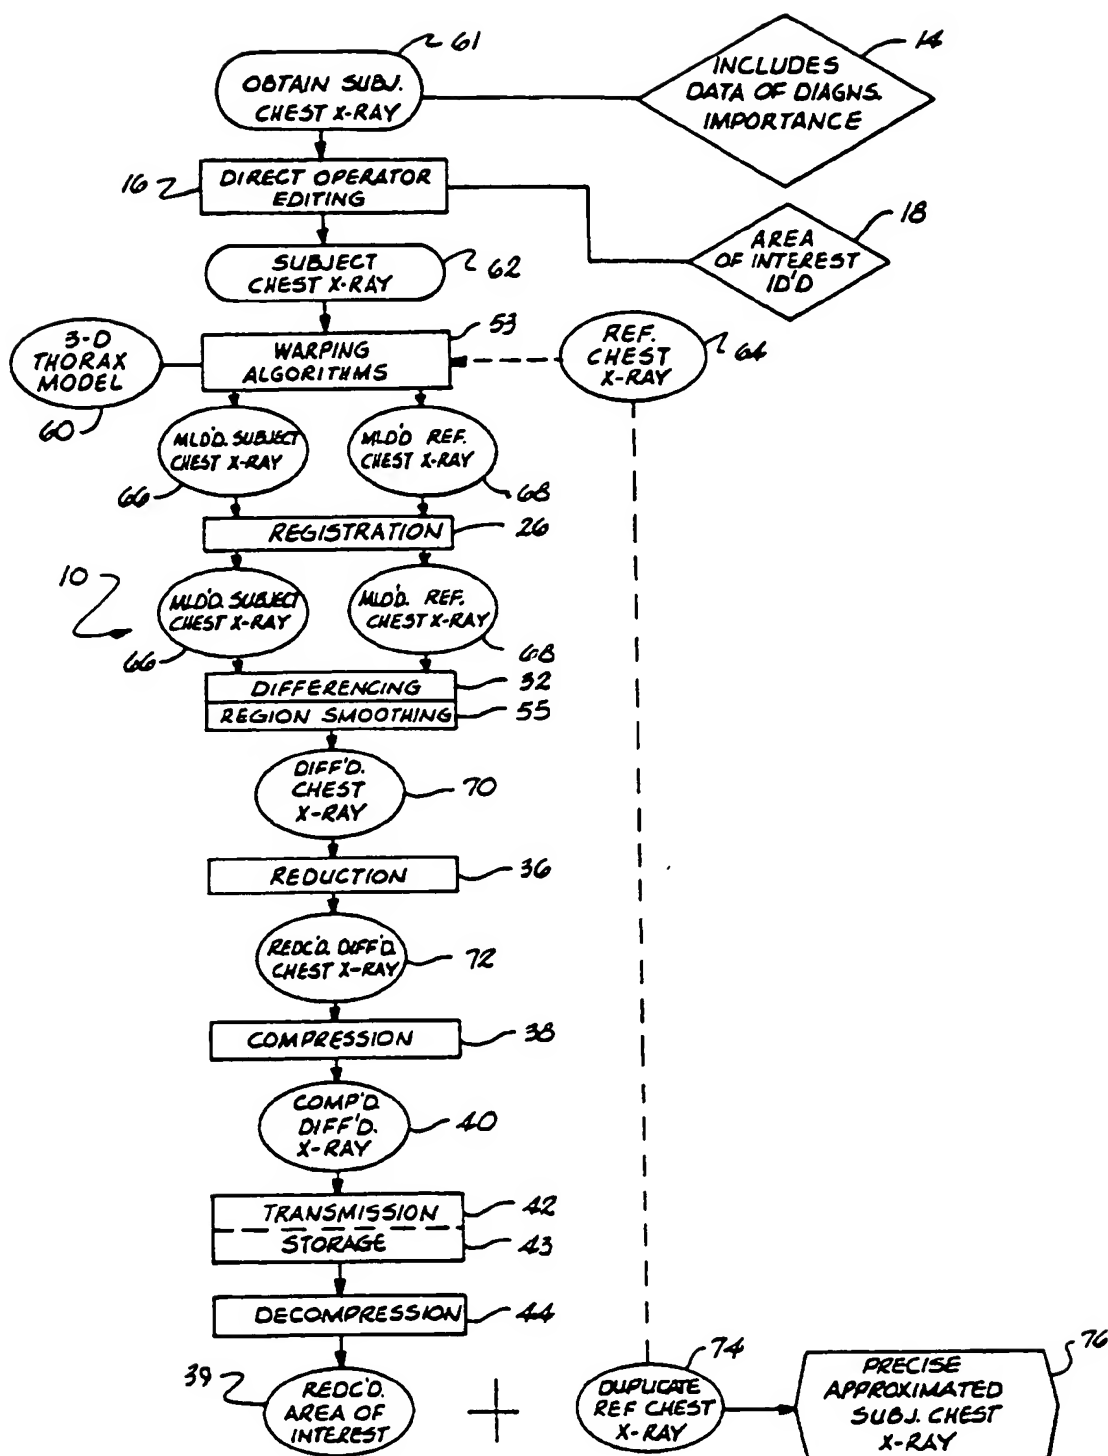 61
OBTAIN SUBJ.
CHEST X-RAY
INCLUDES
DATA OF DIAGNS.
IMPORTANCE
14
16
DIRECT OPERATOR
EDITING
18
AREA
OF INTEREST
ID'D
SUBJECT
CHEST X-RAY
62
3-D
THORAX
MODEL
60
WARPING
ALGORITHMS
53
REF.
CHEST
X-RAY
64
MLD'D. SUBJECT
CHEST X-RAY
66
MLD'D REF.
CHEST X-RAY
68
REGISTRATION
26
10
MLD'D. SUBJECT
CHEST X-RAY
66
MLD'D. REF.
CHEST X-RAY
68
DIFFERENCING
32
REGION SMOOTHING
55
DIFF'D.
CHEST
X-RAY
70
REDUCTION
36
REDC'D. DIFF'D.
CHEST X-RAY
72
COMPRESSION
38
COMP'D.
DIFF'D.
X-RAY
40
TRANSMISSION
42
STORAGE
43
DECOMPRESSION
44
39
REDC'D.
AREA OF
INTEREST
+
74
DUPLICATE
REF CHEST
X-RAY
76
PRECISE
APPROXIMATED
SUBJ. CHEST
X-RAY